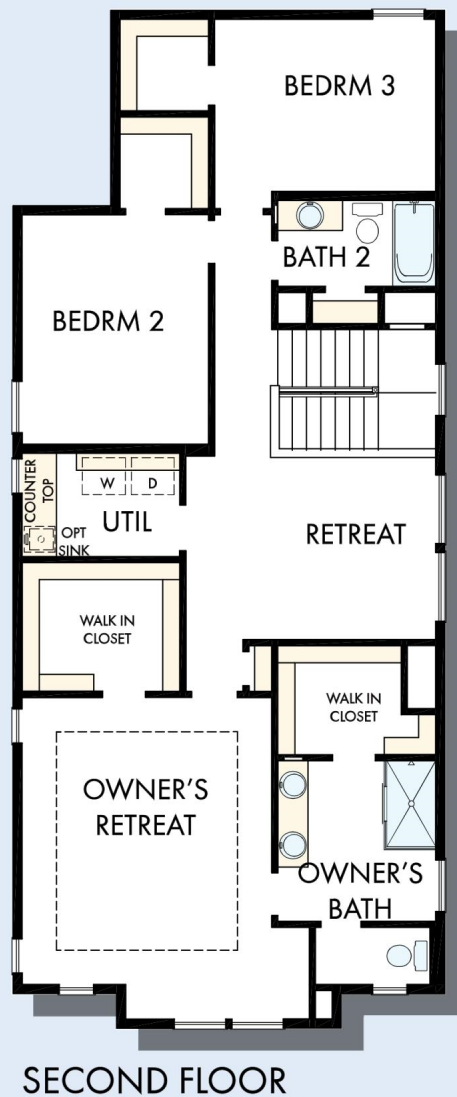 BEDRM 3
BATH 2
BEDRM 2
COUNTER
TOP
W
D
OPT
SINK
UTIL
RETREAT
WALK IN
CLOSET
WALK IN
CLOSET
OWNER'S
RETREAT
OWNER'S
BATH
SECOND FLOOR